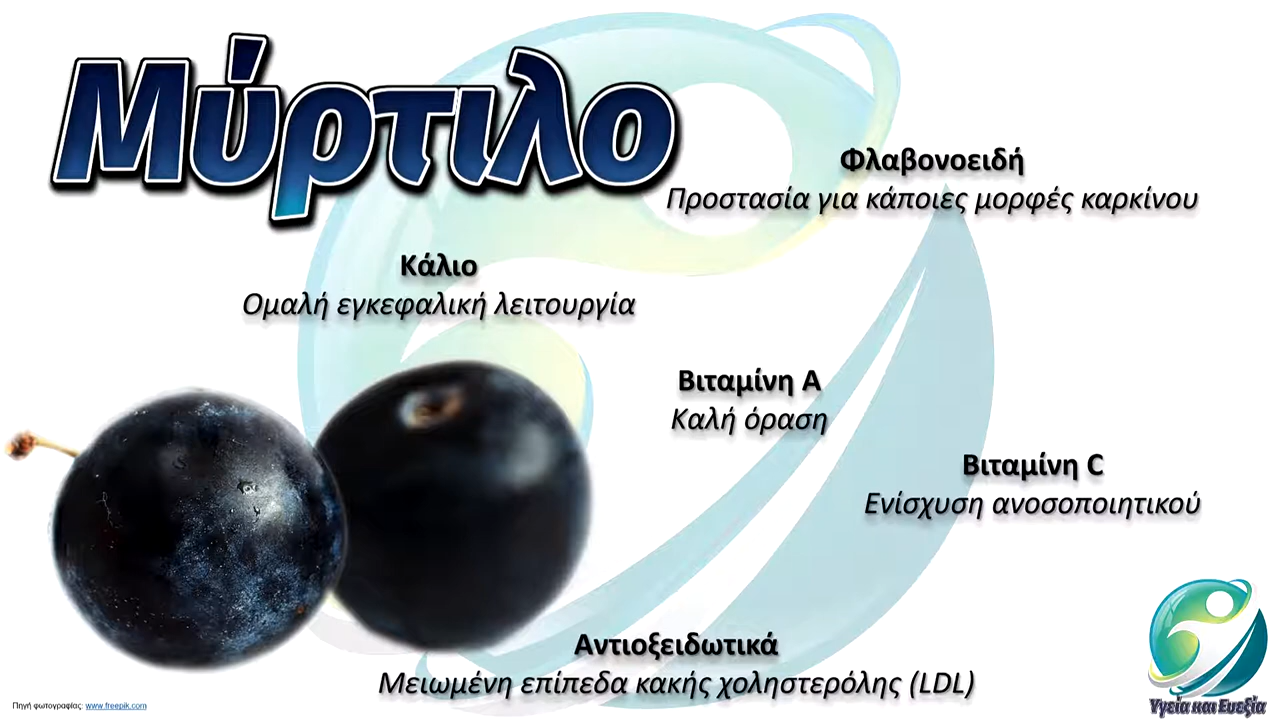 Μύρτιλο
Φλαβονοειδή
Προστασία για κάποιες μορφές καρκίνου
Κάλιο
Ομαλή εγκεφαλική λειτουργία
Βιταμίνη Α
Καλή όραση
Βιταμίνη C
Ενίσχυση ανοσοποιητικού
Αντιοξειδωτικά
Μειωμένη επίπεδα κακής χοληστερόλης (LDL)
Πηγή φωτογραφίας: www.freepik.com
Υγεία και Ευεξία